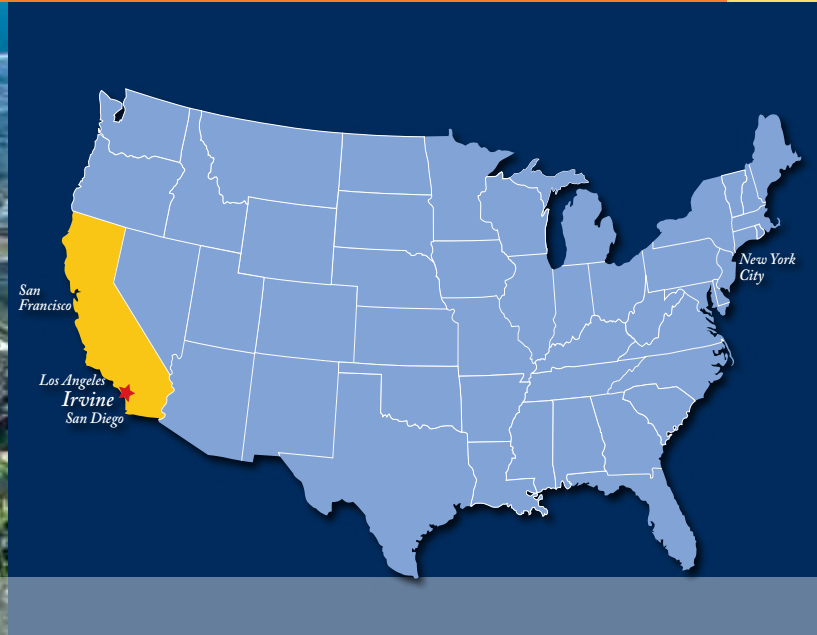 San
Francisco
Los Angeles
Irvine
San Diego
New York
City